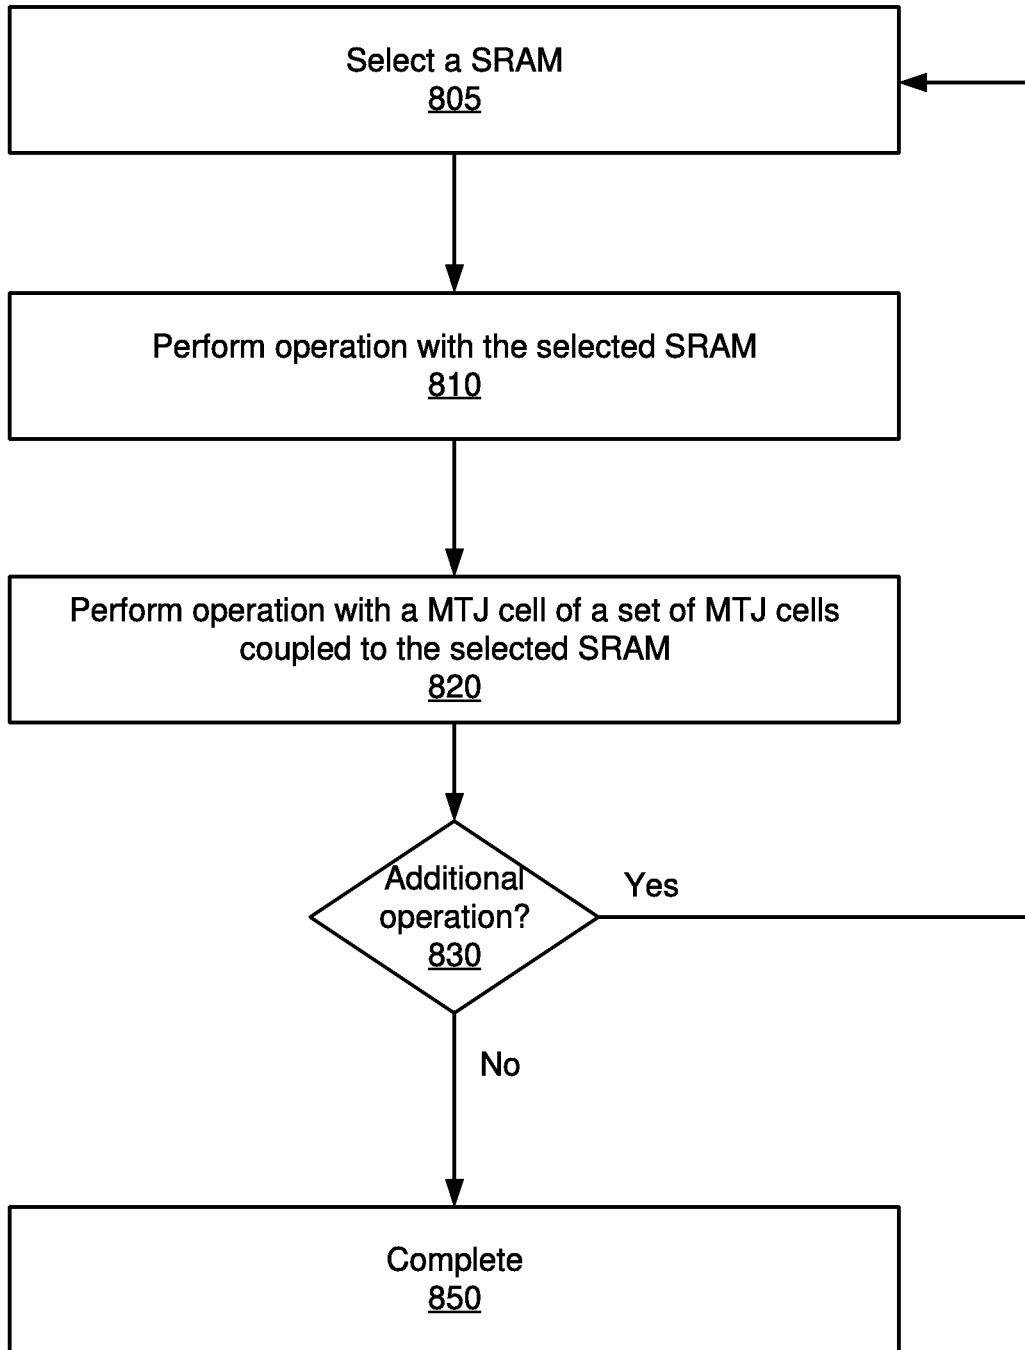 Select a SRAM
805
Perform operation with the selected SRAM
810
Perform operation with a MTJ cell of a set of MTJ cells
coupled to the selected SRAM
820
Additional
operation?
830
Yes
No
Complete
850